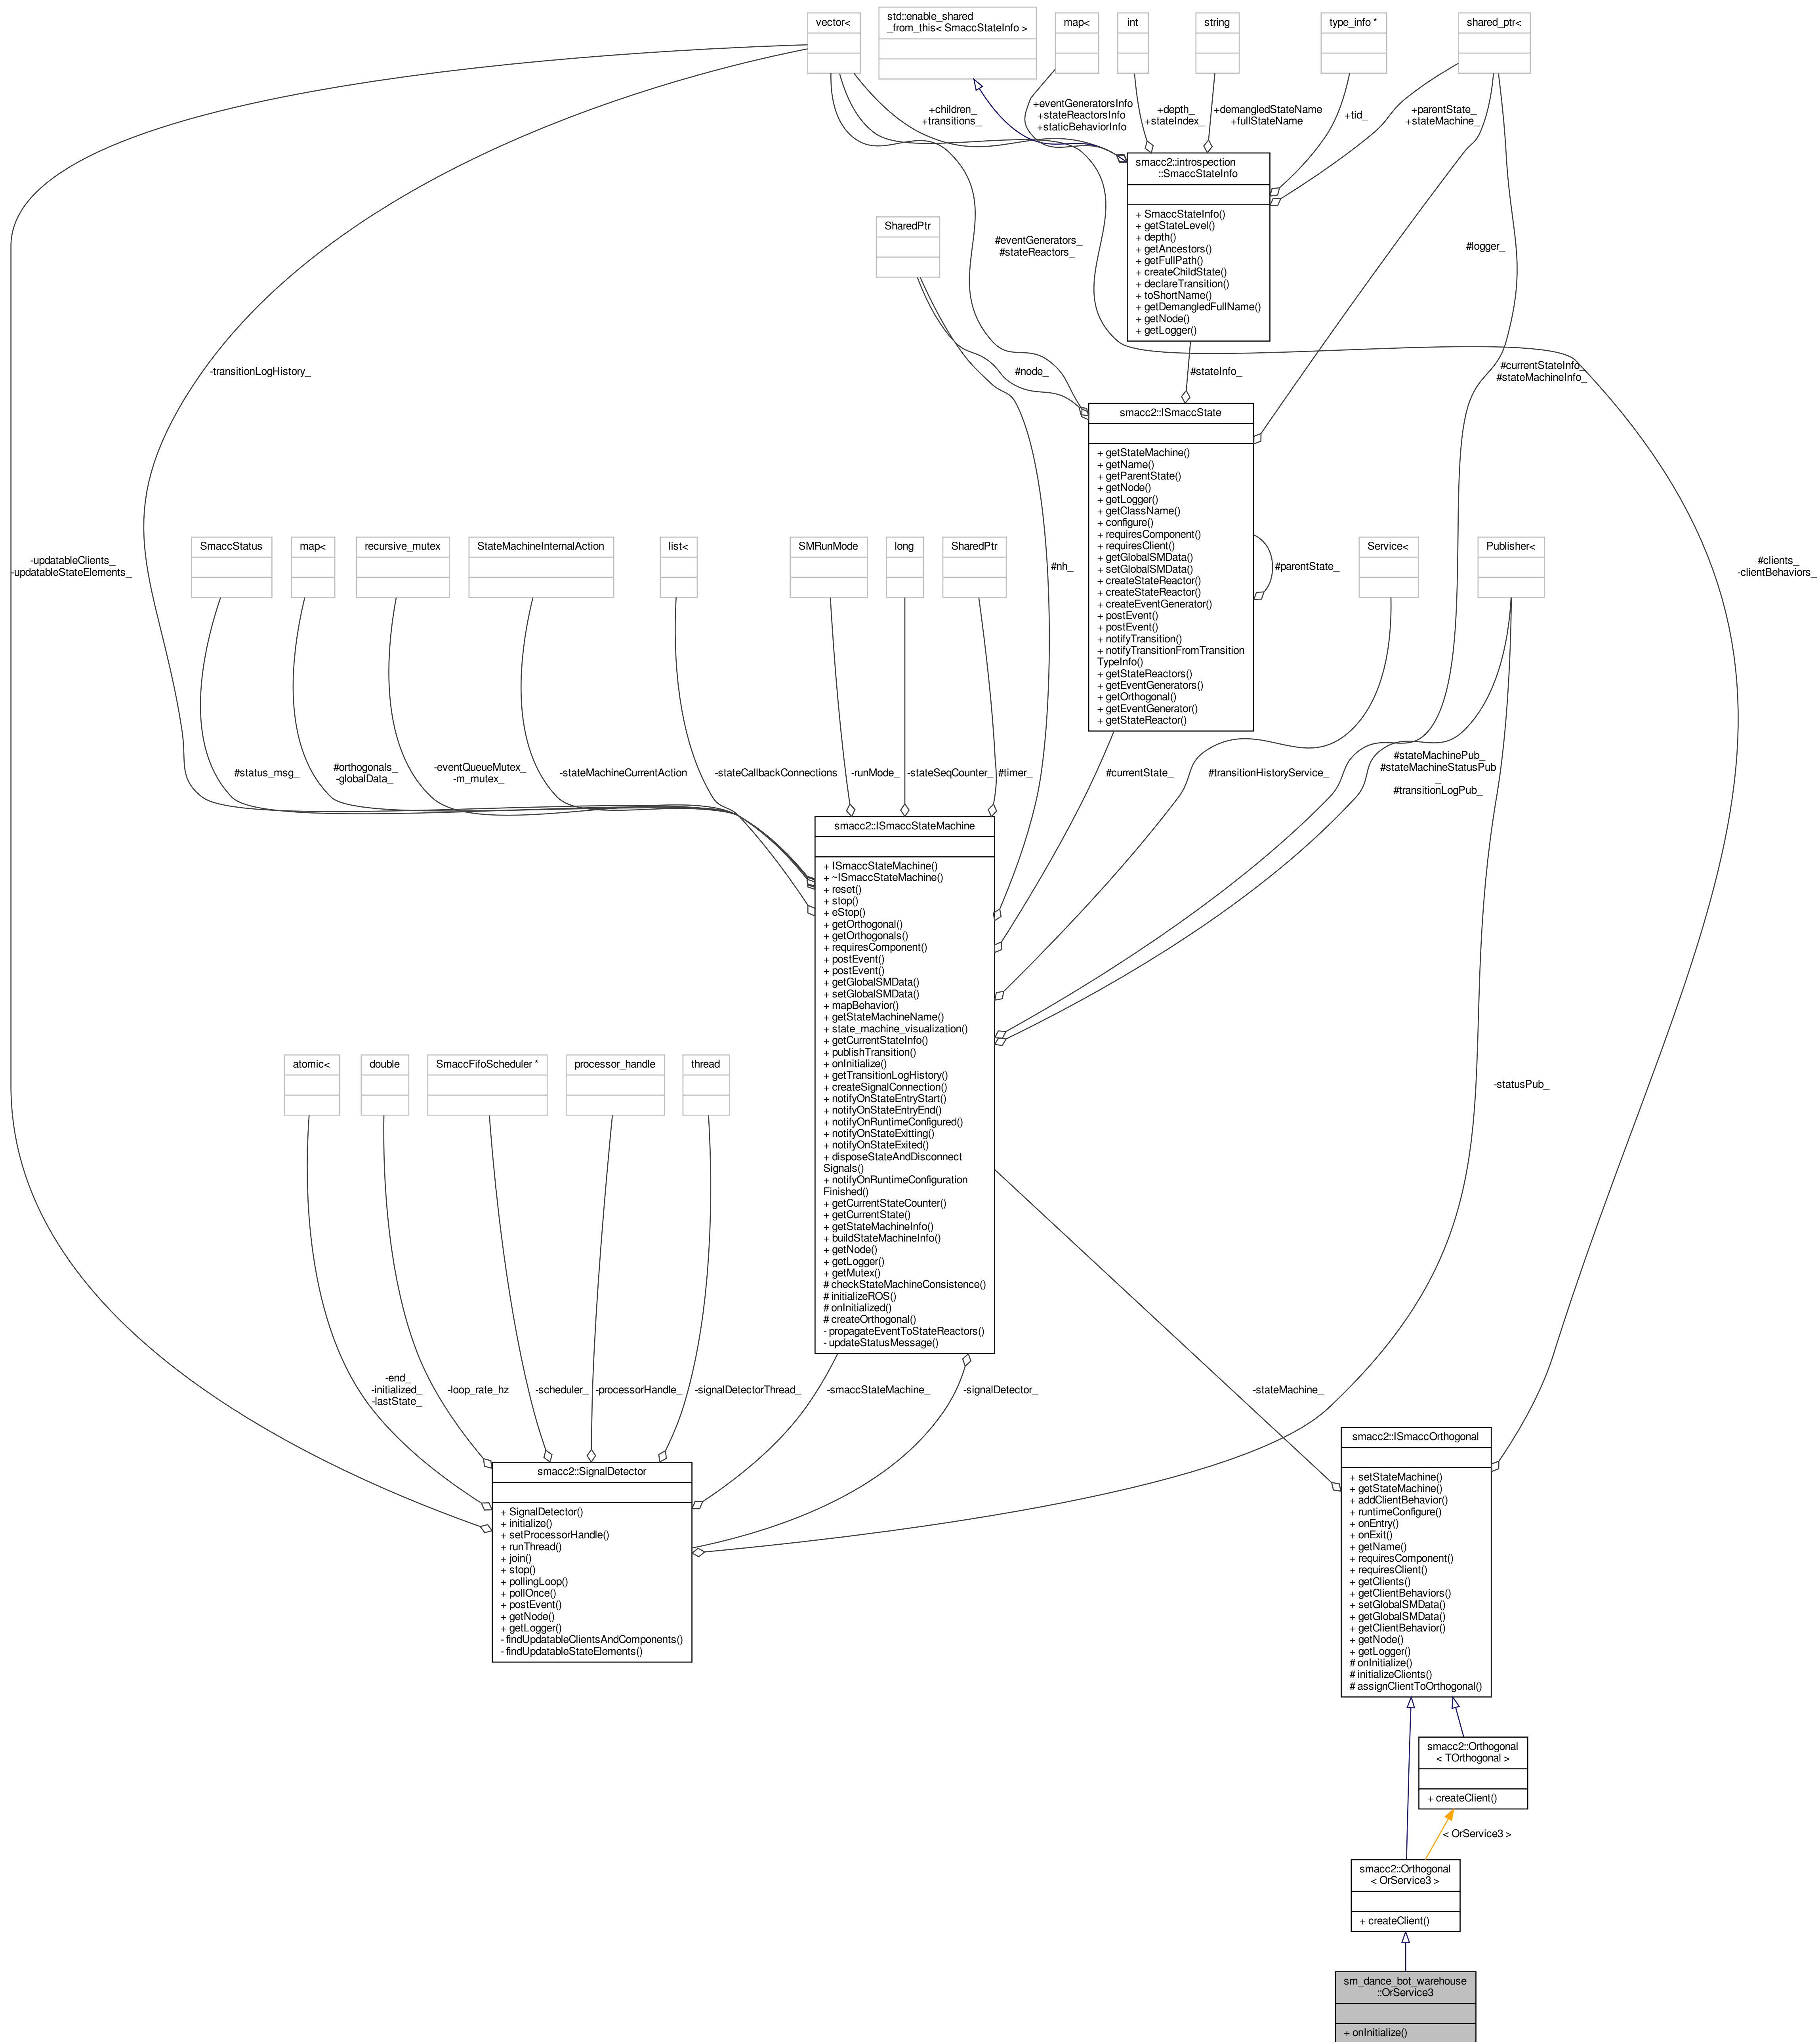 vector<
std::enable_shared
_from_this< SmaccStateInfo >
map<
int
string
type_info *
shared_ptr<
+children_
+transitions_
+eventGeneratorsInfo
+stateReactorsInfo
+staticBehaviorInfo
+depth_
+stateIndex_
+demangledStateName
+fullStateName
+tid_
+parentState_
+stateMachine_
smacc2::introspection
::SmaccStateInfo
+ SmaccStateInfo()
+ getStateLevel()
+ depth()
+ getAncestors()
+ getFullPath()
+ createChildState()
+ declareTransition()
+ toShortName()
+ getDemangledFullName()
+ getNode()
+ getLogger()
SharedPtr
#eventGenerators_
#stateReactors_
#logger_
-transitionLogHistory_
#node_
#stateInfo_
#currentStateInfo_
#stateMachineInfo_
smacc2::ISmaccState
+ getStateMachine()
+ getName()
+ getParentState()
+ getNode()
+ getLogger()
+ getClassName()
+ configure()
+ requiresComponent()
+ requiresClient()
+ getGlobalSMData()
+ setGlobalSMData()
+ createStateReactor()
+ createStateReactor()
+ createEventGenerator()
+ postEvent()
+ postEvent()
+ notifyTransition()
+ notifyTransitionFromTransition
TypeInfo()
+ getStateReactors()
+ getEventGenerators()
+ getOrthogonal()
+ getEventGenerator()
+ getStateReactor()
-updatableClients_
-updatableStateElements_
SmaccStatus
map<
recursive_mutex
StateMachineInternalAction
list<
SMRunMode
long
SharedPtr
#nh_
#parentState_
Service<
Publisher<
#clients_
-clientBehaviors_
#status_msg_
#orthogonals_
-globalData_
-eventQueueMutex_
-m_mutex_
-stateMachineCurrentAction
-stateCallbackConnections
-runMode_
-stateSeqCounter_
#timer_
#currentState_
#transitionHistoryService_
#stateMachinePub_
#stateMachineStatusPub
_
#transitionLogPub_
smacc2::ISmaccStateMachine
+ ISmaccStateMachine()
+ ~ISmaccStateMachine()
+ reset()
+ stop()
+ eStop()
+ getOrthogonal()
+ getOrthogonals()
+ requiresComponent()
+ postEvent()
+ postEvent()
+ getGlobalSMData()
+ setGlobalSMData()
+ mapBehavior()
+ getStateMachineName()
+ state_machine_visualization()
+ getCurrentStateInfo()
+ publishTransition()
+ onInitialize()
+ getTransitionLogHistory()
+ createSignalConnection()
+ notifyOnStateEntryStart()
+ notifyOnStateEntryEnd()
+ notifyOnRuntimeConfigured()
+ notifyOnStateExitting()
+ notifyOnStateExited()
+ disposeStateAndDisconnect
Signals()
+ notifyOnRuntimeConfiguration
Finished()
+ getCurrentStateCounter()
+ getCurrentState()
+ getStateMachineInfo()
+ buildStateMachineInfo()
+ getNode()
+ getLogger()
+ getMutex()
# checkStateMachineConsistence()
# initializeROS()
# onInitialized()
# createOrthogonal()
- propagateEventToStateReactors()
- updateStatusMessage()
atomic<
double
SmaccFifoScheduler *
processor_handle
thread
-statusPub_
-end_
-initialized_
-lastState_
-loop_rate_hz
-scheduler_
-processorHandle_
-signalDetectorThread_
-smaccStateMachine_
-signalDetector_
-stateMachine_
smacc2::SignalDetector
+ SignalDetector()
+ initialize()
+ setProcessorHandle()
+ runThread()
+ join()
+ stop()
+ pollingLoop()
+ pollOnce()
+ postEvent()
+ getNode()
+ getLogger()
- findUpdatableClientsAndComponents()
- findUpdatableStateElements()
smacc2::ISmaccOrthogonal
+ setStateMachine()
+ getStateMachine()
+ addClientBehavior()
+ runtimeConfigure()
+ onEntry()
+ onExit()
+ getName()
+ requiresComponent()
+ requiresClient()
+ getClients()
+ getClientBehaviors()
+ setGlobalSMData()
+ getGlobalSMData()
+ getClientBehavior()
+ getNode()
+ getLogger()
# onInitialize()
# initializeClients()
# assignClientToOrthogonal()
smacc2::Orthogonal
< TOrthogonal >
+ createClient()
< OrService3 >
smacc2::Orthogonal
< OrService3 >
+ createClient()
sm_dance_bot_warehouse
::OrService3
+ onInitialize()